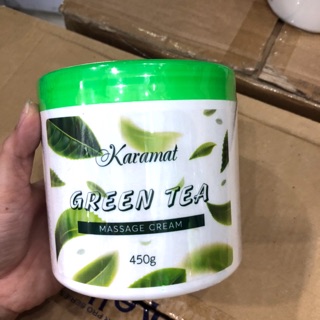 Karamat
GREEN TEA
MASSAGE CREAM
450g